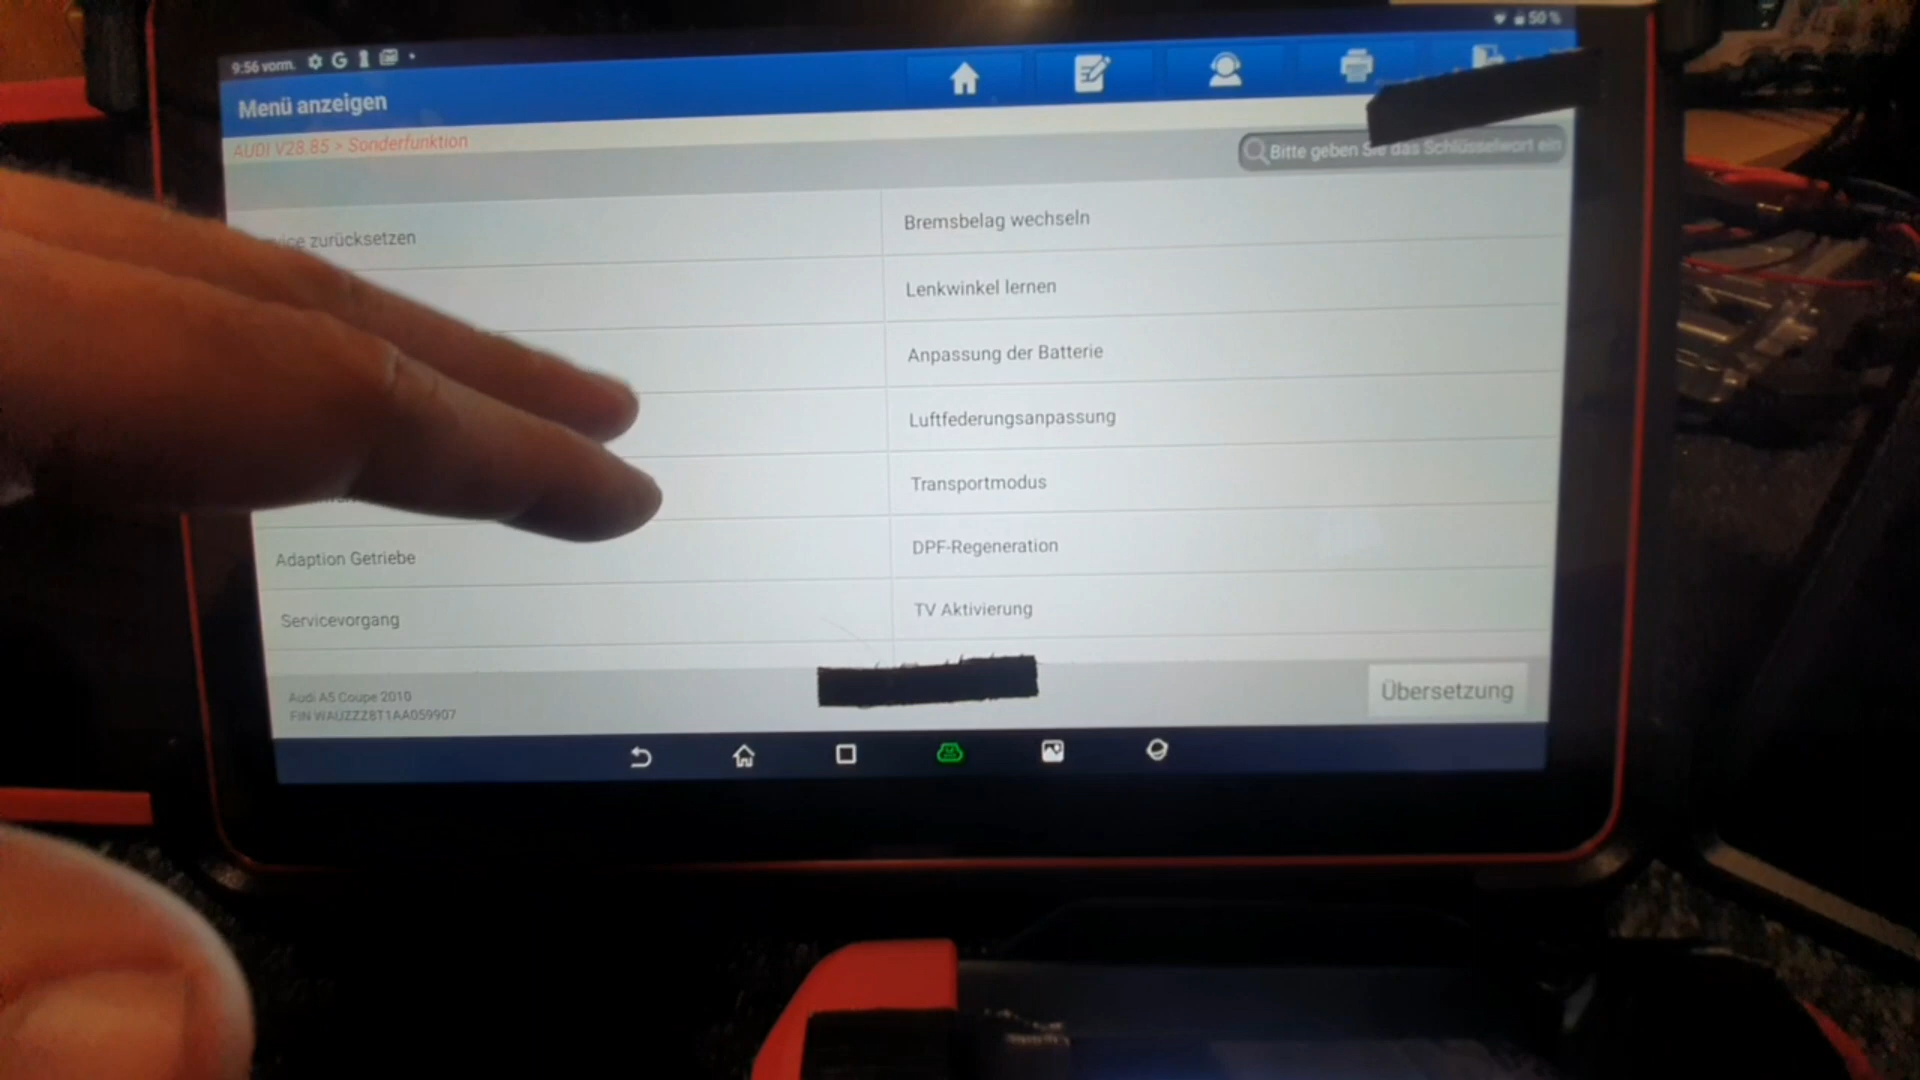 9:56 vorm.
50 %
Menü anzeigen
AUDI V28.85 > Sonderfunktion
Bitte geben Sie das Schlüsselwort ein
zurücksetzen
Bremsbelag wechseln
Lenkwinkel lernen
Anpassung der Batterie
Luftfederungsanpassung
Transportmodus
Adaption Getriebe
DPF-Regeneration
Servicevorgang
TV Aktivierung
Audi A5 Coupe 2010
FIN WAUZZZ8T1AA059907
Übersetzung